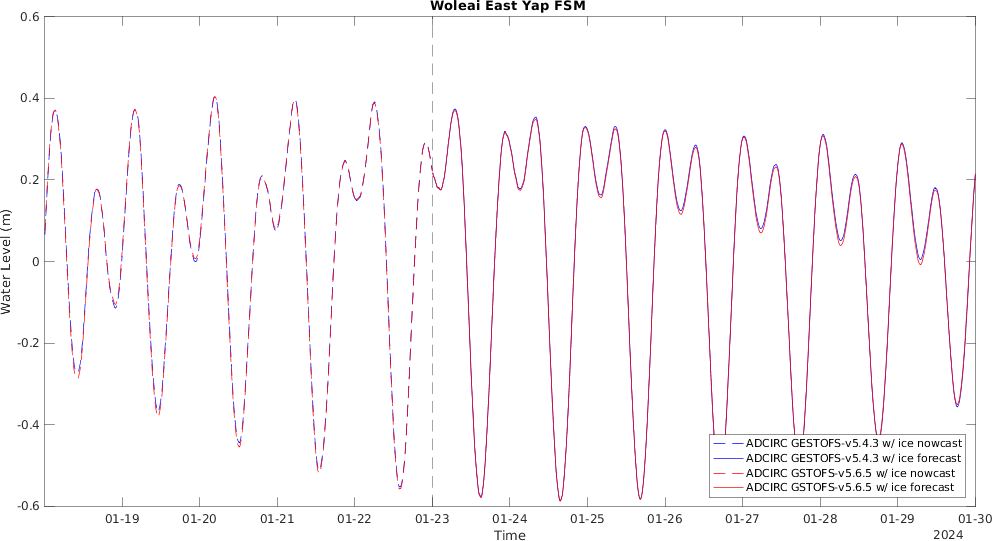 Woleai East Yap FSM
0.6
0.4
0.2
0
-0.2
-0.4
-0.6
Water Level (m)
ADCIRC GESTOFS-v5.4.3 w/ ice nowcast
ADCIRC GESTOFS-v5.4.3 w/ ice forecast
ADCIRC GSTOFS-v5.6.5 w/ ice nowcast
ADCIRC GSTOFS-v5.6.5 w/ ice forecast
01-19 01-20 01-21 01-22 01-23 01-24 01-25 01-26 01-27 01-28 01-29 01-30
Time
2024